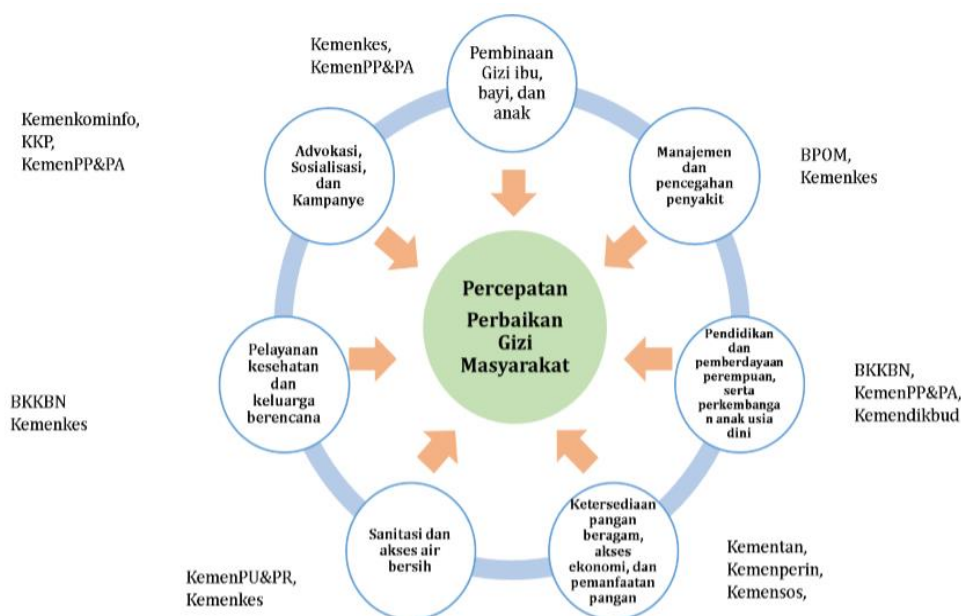 Kemenkes,
KemenPP&PA
Pembinaan
Gizi ibu,
bayi, dan
anak
Kemenkominfo,
KKP,
KemenPP&PA
Advokasi,
Sosialisasi,
dan
Kampanye
Manajemen
dan
pencegahan
penyakit
BPOM,
Kemenkes
Percepatan
Perbaikan
Gizi
Masyarakat
BKKBN
Kemenkes
Pelayanan
kesehatan
dan
keluarga
berencana
Pendidikan
dan
pemberdayaan
perempuan,
serta
perkembanga
n anak usia
dini
BKKBN,
KemenPP&PA,
Kemendikbud
KemenPU&PR,
Kemenkes
Sanitasi dan
akses air
bersih
Ketersediaan
pangan
beragam,
akses
ekonomi, dan
pemanfaatan
pangan
Kementan,
Kemenperin,
Kemensos,